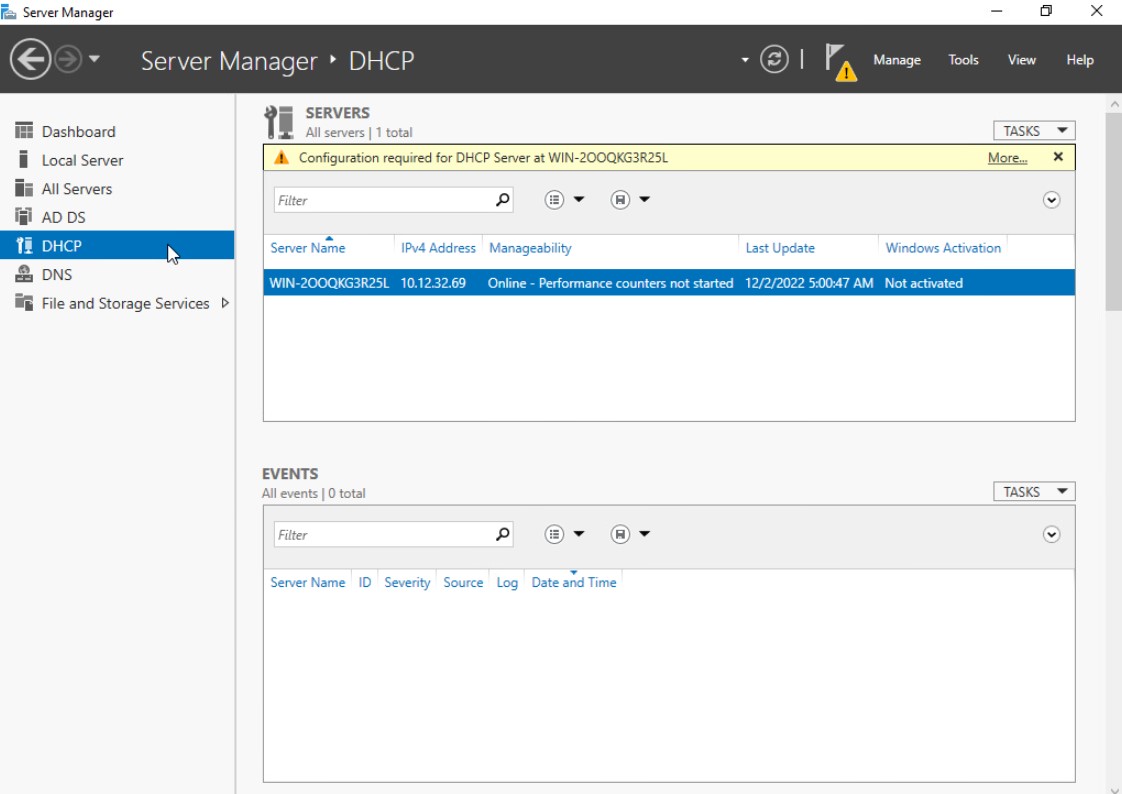 Server Manager
Server Manager ‣ DHCP
Manage Tools View Help
Dashboard
Local Server
All Servers
AD DS
DHCP
DNS
File and Storage Services
SERVERS
All servers | 1 total
TASKS
Configuration required for DHCP Server at WIN-2OOQKG3R25L
More...
Filter
Server Name IPv4 Address Manageability Last Update Windows Activation
WIN-2OOQKG3R25L 10.12.32.69 Online - Performance counters not started 12/2/2022 5:00:47 AM Not activated
EVENTS
All events | 0 total
TASKS
Filter
Server Name ID Severity Source Log Date and Time